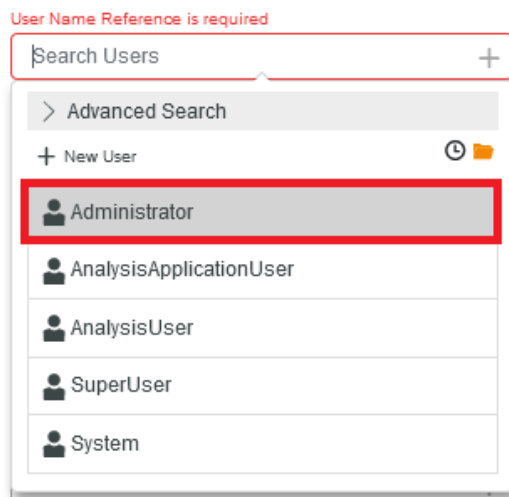 User Name Reference is required
Search Users
Advanced Search
New User
Administrator
AnalysisApplicationUser
AnalysisUser
SuperUser
System